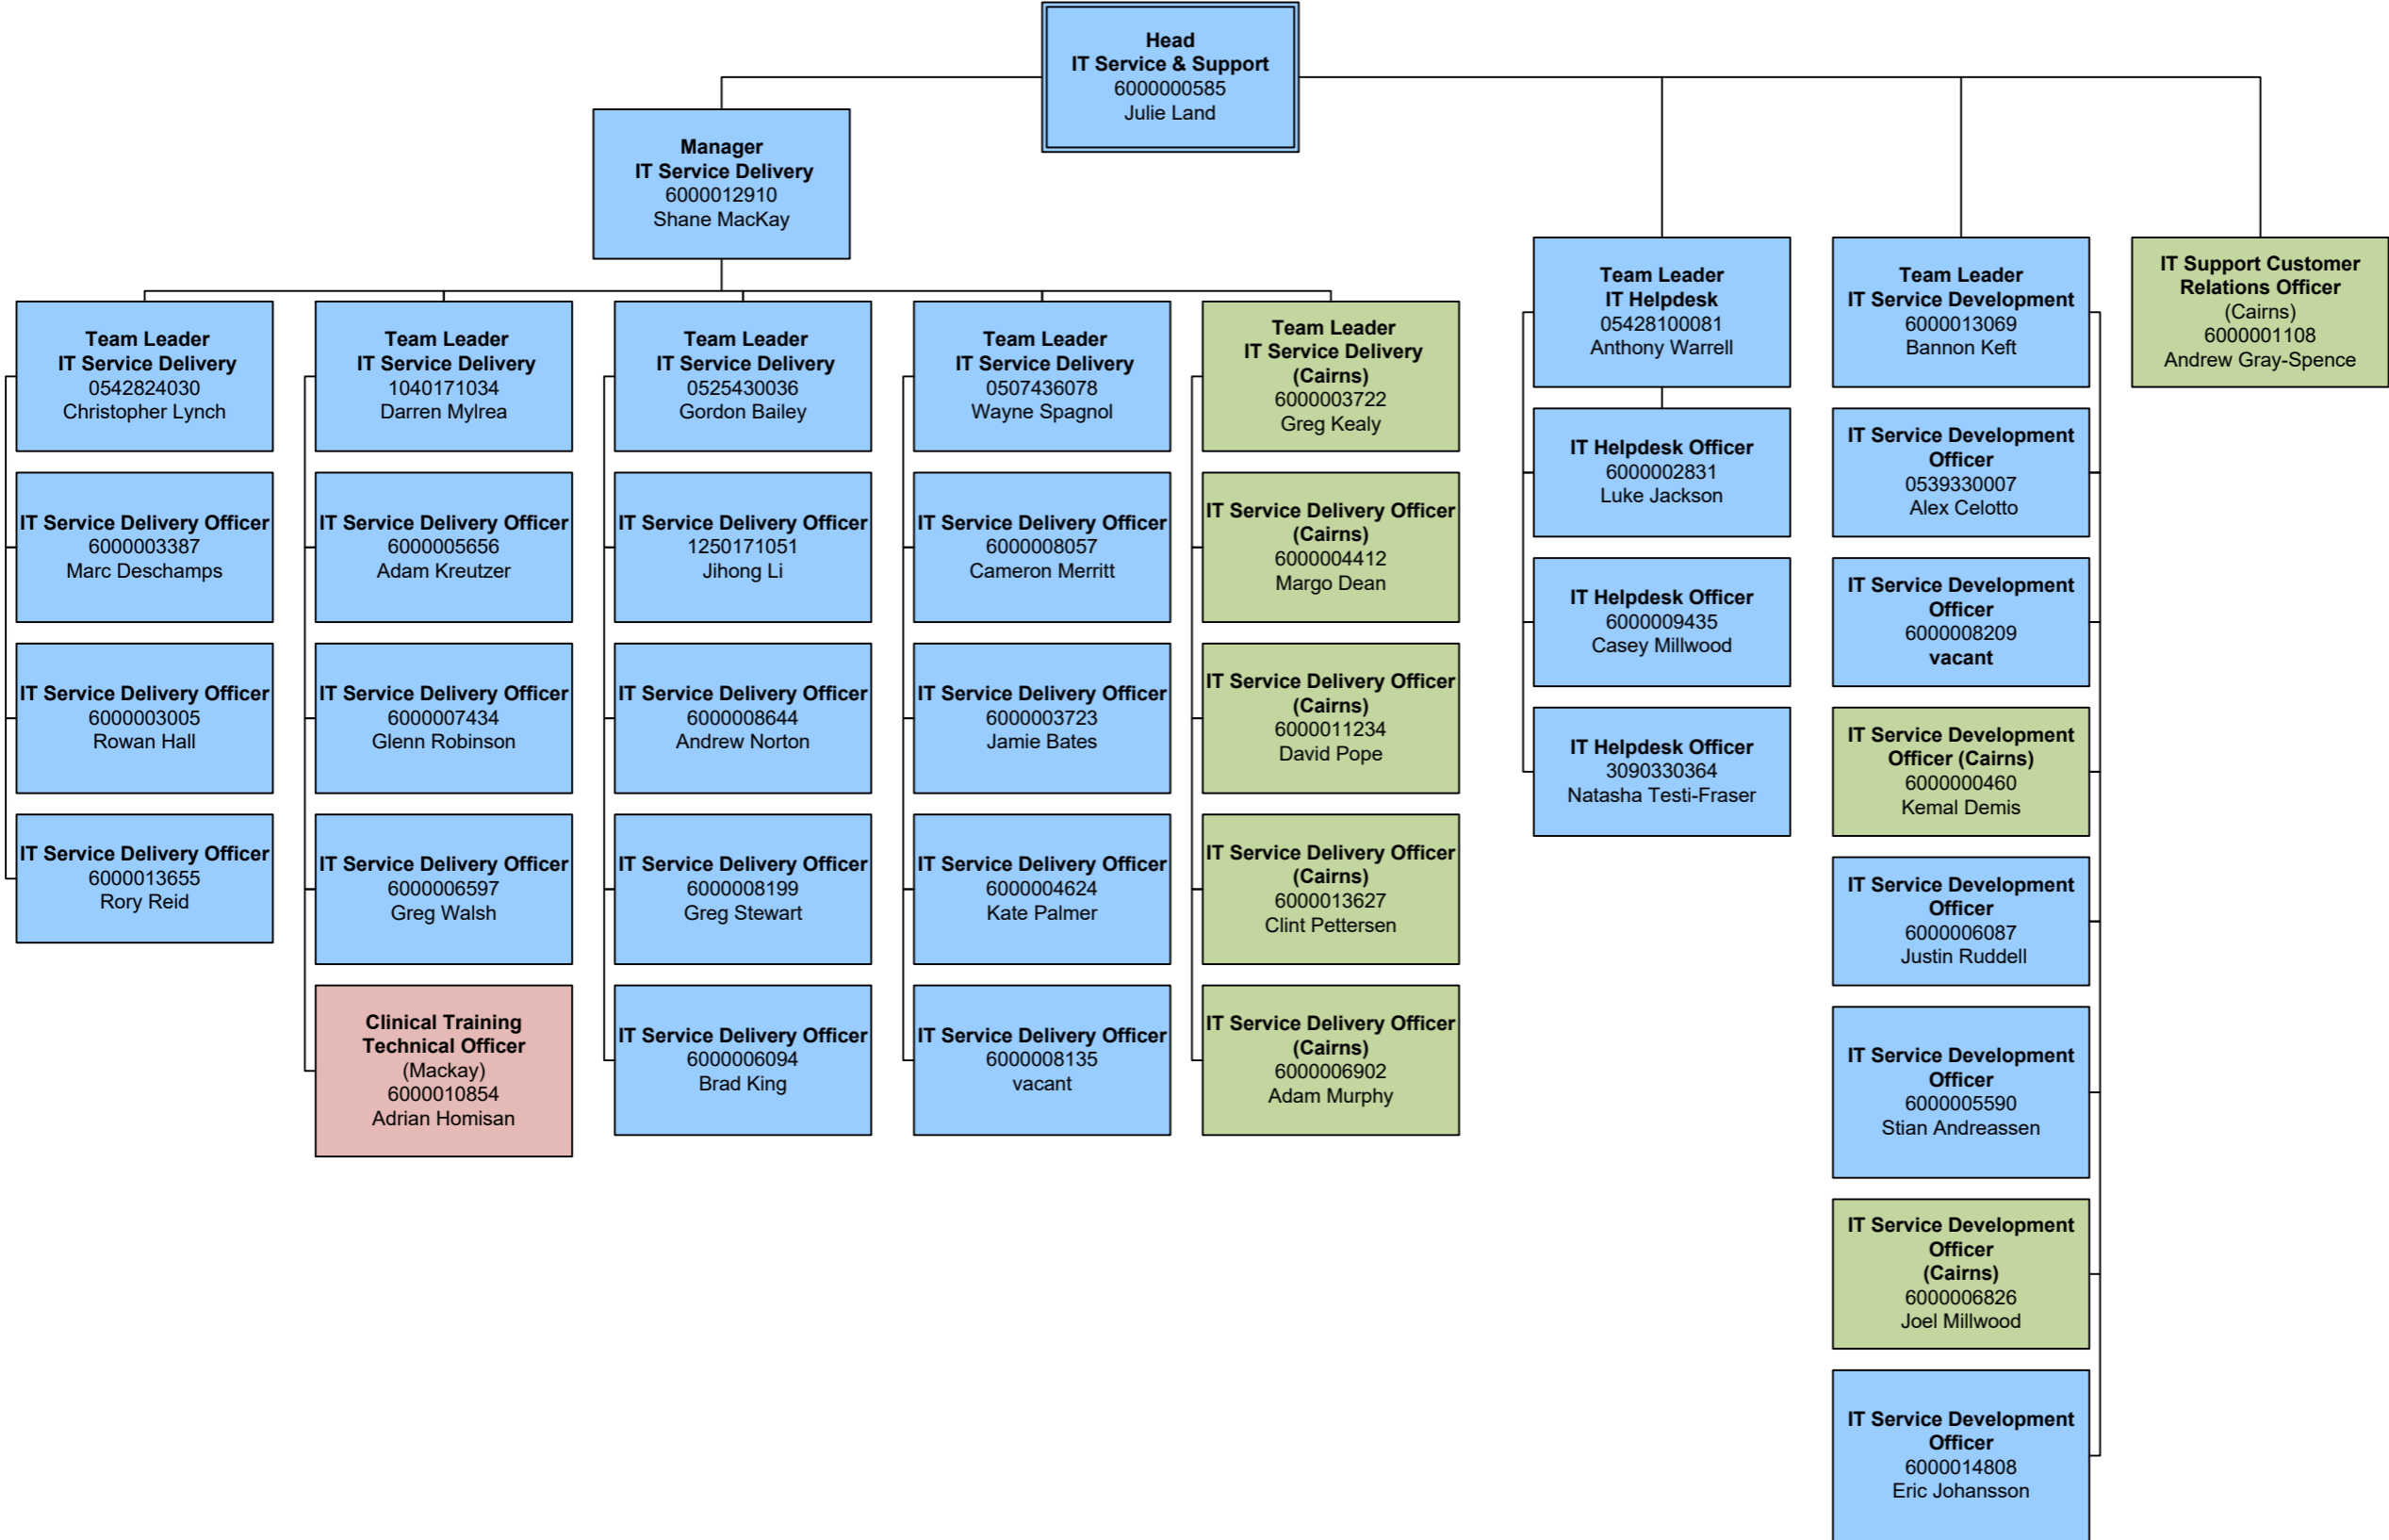 Head
IT Service & Support
6000000585
Julie Land
Manager
IT Service Delivery
6000012910
Shane MacKay
Team Leader
IT Service Delivery
0542824030
Christopher Lynch
IT Service Delivery Officer
6000003387
Marc Deschamps
IT Service Delivery Officer
6000003005
Rowan Hall
IT Service Delivery Officer
6000013655
Rory Reid
Team Leader
IT Service Delivery
1040171034
Darren Mylrea
IT Service Delivery Officer
6000005656
Adam Kreutzer
IT Service Delivery Officer
6000007434
Glenn Robinson
IT Service Delivery Officer
6000006597
Greg Walsh
Clinical Training
Technical Officer
(Mackay)
6000010854
Adrian Homisan
Team Leader
IT Service Delivery
0525430036
Gordon Bailey
IT Service Delivery Officer
1250171051
Jihong Li
IT Service Delivery Officer
6000008644
Andrew Norton
IT Service Delivery Officer
6000008199
Greg Stewart
IT Service Delivery Officer
6000006094
Brad King
Team Leader
IT Service Delivery
0507436078
Wayne Spagnol
IT Service Delivery Officer
6000008057
Cameron Merritt
IT Service Delivery Officer
6000003723
Jamie Bates
IT Service Delivery Officer
6000004624
Kate Palmer
IT Service Delivery Officer
6000008135
vacant
Team Leader
IT Service Delivery
(Cairns)
6000003722
Greg Kealy
IT Service Delivery Officer
(Cairns)
6000004412
Margo Dean
IT Service Delivery Officer
(Cairns)
6000011234
David Pope
IT Service Delivery Officer
(Cairns)
6000013627
Clint Pettersen
IT Service Delivery Officer
(Cairns)
6000006902
Adam Murphy
Team Leader
IT Helpdesk
05428100081
Anthony Warrell
IT Helpdesk Officer
6000002831
Luke Jackson
IT Helpdesk Officer
6000009435
Casey Millwood
IT Helpdesk Officer
3090330364
Natasha Testi-Fraser
Team Leader
IT Service Development
6000013069
Bannon Keft
IT Service Development
Officer
0539330007
Alex Celotto
IT Service Development
Officer
6000008209
vacant
IT Service Development
Officer (Cairns)
6000000460
Kemal Demis
IT Service Development
Officer
6000006087
Justin Ruddell
IT Service Development
Officer
6000005590
Stian Andreassen
IT Service Development
Officer
(Cairns)
6000006826
Joel Millwood
IT Service Development
Officer
6000014808
Eric Johansson
IT Support Customer
Relations Officer
(Cairns)
6000001108
Andrew Gray-Spence